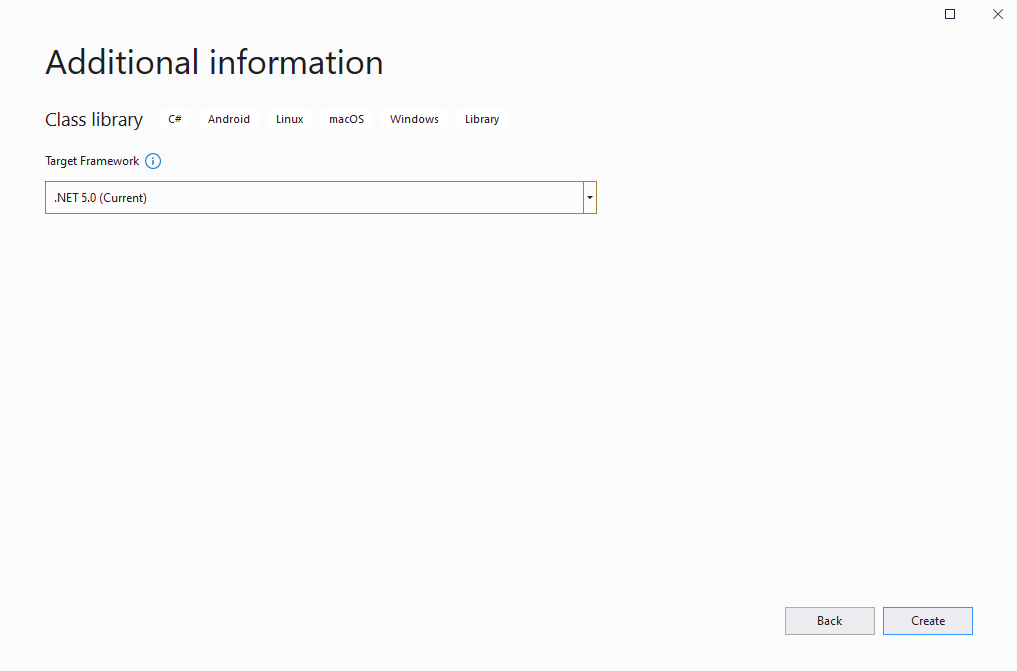 Additional information
Class library C# Android Linux macOS Windows Library
Target Framework
.NET 5.0 (Current)
Back Create